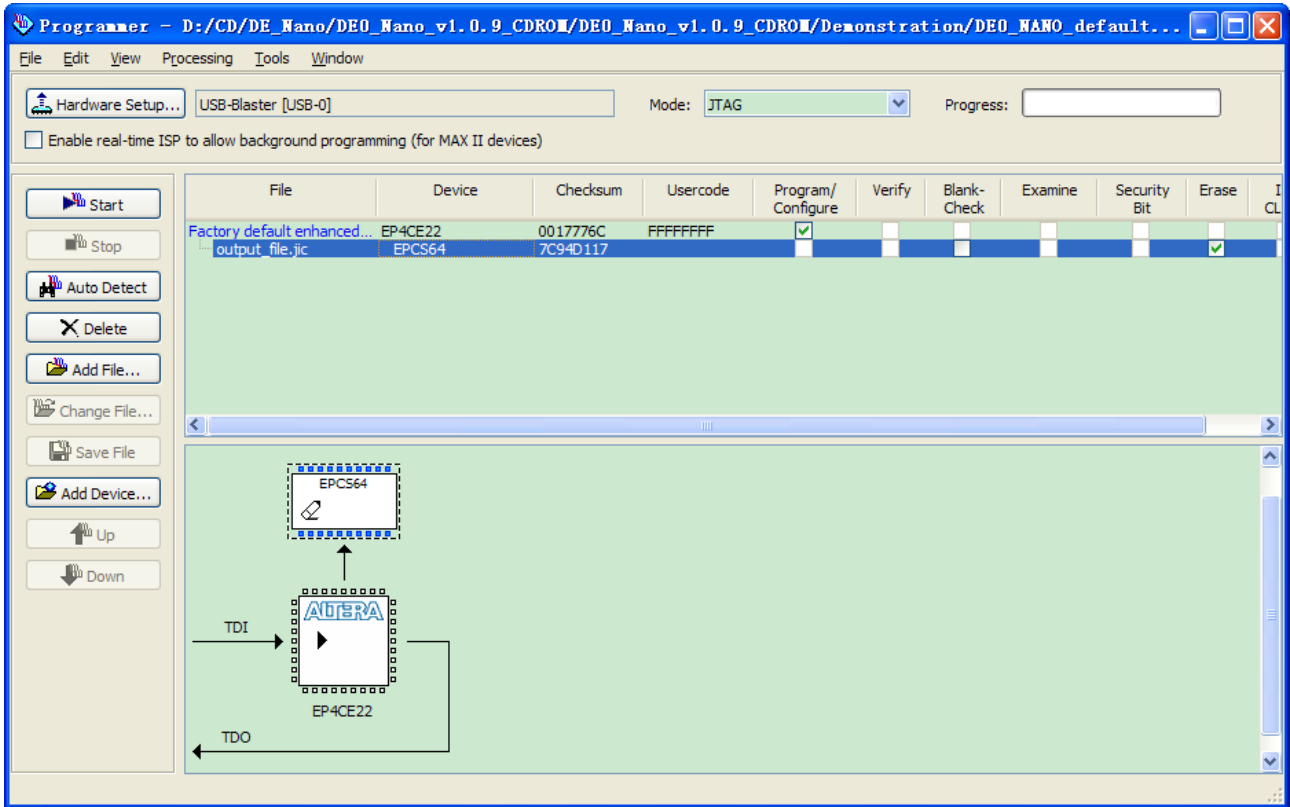 Programmer - D:/CD/DE_Nano/DE0_Nano_v1.0.9_CDROM/DE0_Nano_v1.0.9_CDROM/Demonstration/DE0_NANO_default...
File Edit View Processing Tools Window
Hardware Setup... USB-Blaster [USB-0] Mode: JTAG Progress:
Enable real-time ISP to allow background programming (for MAX II devices)
Start
Stop
Auto Detect
Delete
Add File...
Change File...
Save File
Add Device...
Up
Down
File Device Checksum Usercode Program/ Verify Blank- Examine Security Erase I
Configure Check Bit CL
Factory default enhanced... EP4CE22 0017776C FFFFFFFF
output_file.jic EPCS64 7C94D117
EPCS64
ALTERA
TDI
EP4CE22
TDO